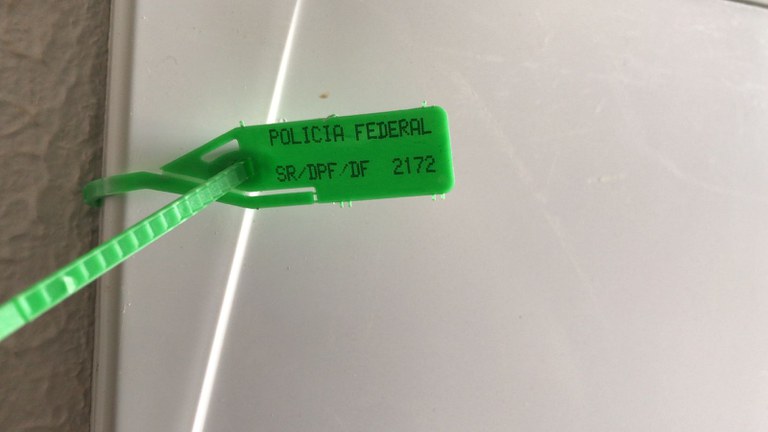 POLICIA FEDERAL
SR/DPF/DF 2172